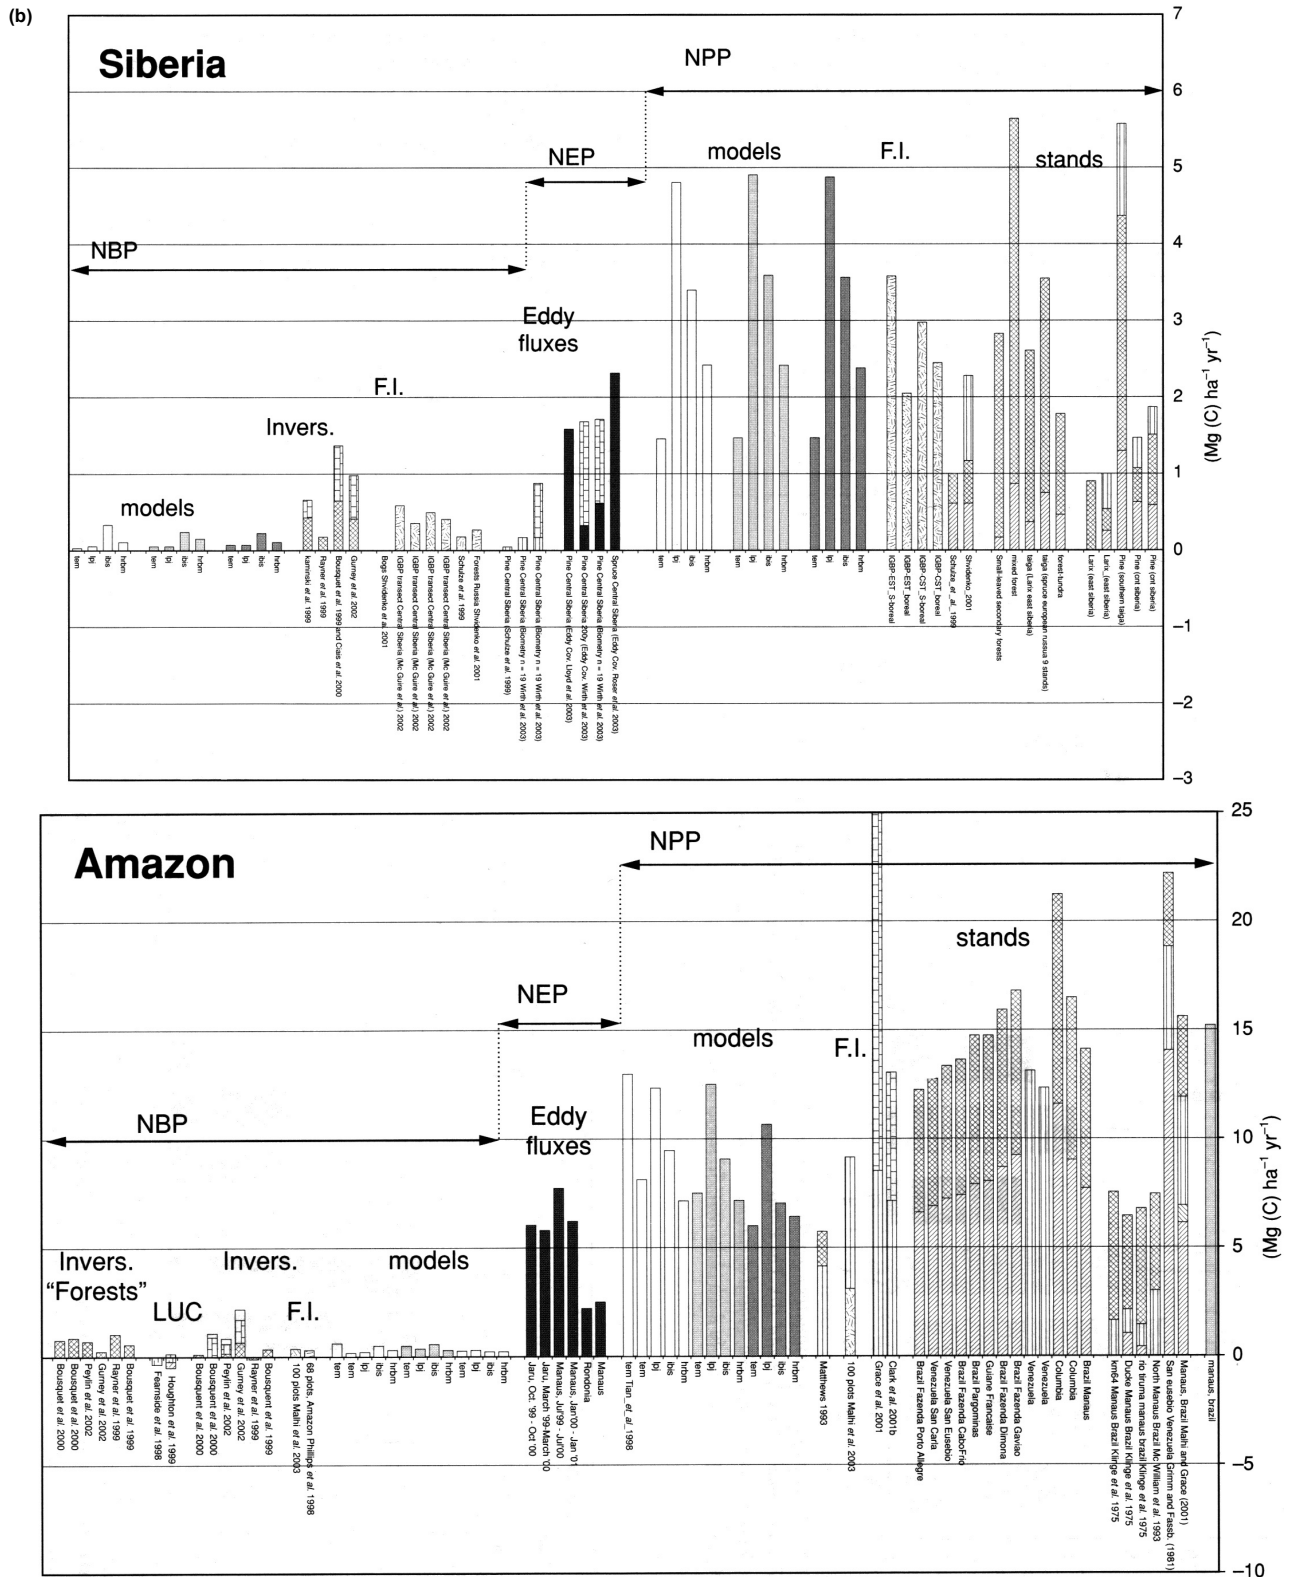 (b)
Siberia
NPP
7
6
5
4
3
2
1
0
−1
−2
−3
(Mg (C) ha⁻¹ yr⁻¹)
NEP
NBP
models
F.I.
stands
Eddy
fluxes
F.I.
Invers.
models
tem
lpj
ibis
hrbm
tem
lpj
ibis
hrbm
tem
lpj
ibis
hrbm
kaminski et al. 1999
Rayner et al. 1999
Bousquet et al. 1999 and Ciais et al. 2000
Gurney et al. 2002
Bogs Shvidenko et al. 2001
IGBP transect Central Siberia (Mc Guire et al.) 2002
IGBP transect Central Siberia (Mc Guire et al.) 2002
IGBP transect Central Siberia (Mc Guire et al.) 2002
IGBP transect Central Siberia (Mc Guire et al.) 2002
Schulze et al. 1999
Forests Russia Shvidenko et al. 2001
Pine Central Siberia (Schulze et al. 1999)
Pine Central Siberia (Biometry n = 19 Wirth et al. 2003)
Pine Central Siberia (Biometry n = 19 Wirth et al. 2003)
Pine Central Siberia (Eddy Cov. Lloyd et al. 2003)
Pine Central Siberia 200y (Eddy Cov. Wirth et al. 2003)
Pine Central Siberia (Biometry n = 19 Wirth et al. 2003)
Spruce Central Siberia (Eddy Cov. Roser et al. 2003)
tem
lpj
ibis
hrbm
tem
lpj
ibis
hrbm
tem
lpj
ibis
hrbm
IGBP-EST_S-boreal
IGBP-EST_boreal
IGBP-CST_S-boreal
IGBP-CST_boreal
Schulze_et_al_1999
Shvidenko_2001
Small-leaved secondary forests
mixed forest
taiga (Larix east siberia)
taiga (spruce european russua 9 stands)
forest-tundra
Larix (east siberia)
Larix_(east siberia)
Pine (southern taiga)
Pine (cnt siberia)
Pine (cnt siberia)
Amazon
NPP
25
20
15
10
5
0
−5
−10
(Mg (C) ha⁻¹ yr⁻¹)
stands
NEP
models
F.I.
NBP
Eddy
fluxes
Invers.
“Forests”
LUC
Invers.
F.I.
models
Bousquet et al. 2000
Bousquet et al. 2000
Peylin et al. 2002
Gurney et al. 2002
Rayner et al. 1999
Bousquet et al. 1999
Fearnside et al. 1998
Houghton et al. 1999
Bousquent et al. 2000
Bousquent et al. 2000
Peylin et al. 2002
Gurney et al. 2002
Rayner et al. 1999
Bousquent et al. 1999
100 plots Malhi et al. 2003
68 plots, Amazon Phillips et al. 1998
tem
tem
lpj
ibis
hrbm
tem
lpj
ibis
hrbm
tem
lpj
ibis
hrbm
Jaru, Oct. '99 - Oct '00
Jaru, March '99-March '00
Manaus, Jul'99 - Jul'00
Manaus, Jan'00 - Jan '01
Rondonia
Manaus
tem Tian_et_al_1998
tem
lpj
ibis
hrbm
tem
lpj
ibis
hrbm
tem
lpj
ibis
hrbm
Matthews 1993
100 plots Malhi et al. 2003
Grace et al. 2001
Clark et al. 2001b
Brazil Fazenda Porto Allegre
Venezuela San Carla
Venezuela San Eusebio
Brazil Fazenda CaboFrio
Brazil Pargominas
Guiane Francaise
Brazil Fazenda Dimona
Brazil Fazenda Gaviao
Venezuela
Venezuela
Columbia
Columbia
Brazil Manaus
km64 Manaus Brazil Klinge et al. 1975
Ducke Manaus Brazil Klinge et al. 1975
rio tiruma manaus brazil Klinge et al. 1975
North Manaus Brazil Mc William et al. 1993
San eusebio Venezuela Grimm and Fassb. (1981)
Manaus, Brazil Malhi and Grace (2001)
manaus, brazil